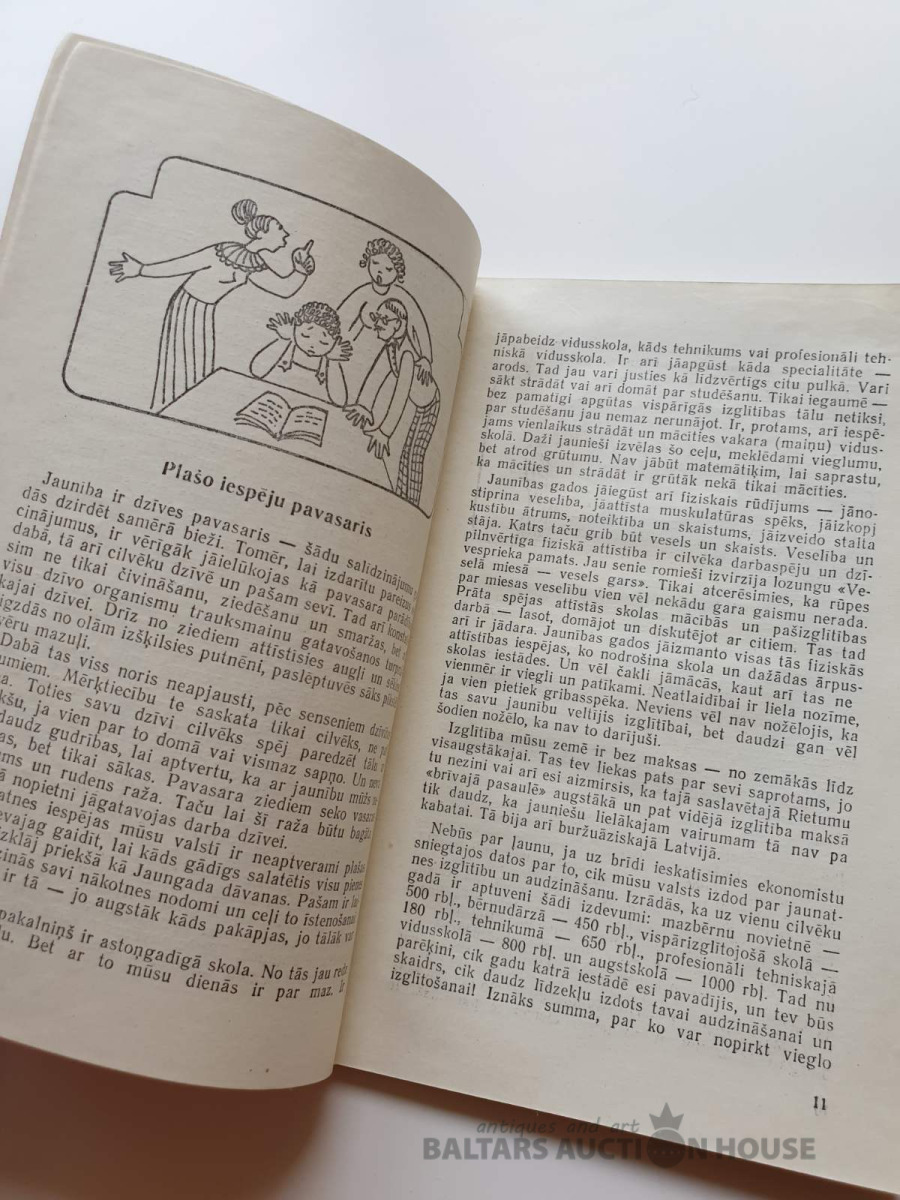 Plašo iespēju pavasaris
Jaunība ir dzīves pavasaris — šādu salīdzinājumu
dās dzirdēt samērā bieži. Tomēr, lai izdarītu pareizus
cinājumus, ir vērīgāk jāielūkojas kā pavasara parādī
dabā, tā arī cilvēku dzīvē un pašam sevī. Tad arī konsta
sim ne tikai čivināšanu, ziedēšanu un smaržas, bet
visu dzīvo organismu trauksmainu gatavošanos turp
kajai dzīvei. Drīz no ziediem attīstīsies augļi un sēk
igzdās no olām izšķilsies putnēni, paslēptuvēs sāks
vēru mazuļi.
Dabā tas viss noris neapjausti, pēc senseniem
umiem. Mērķtiecību te saskata tikai cilvēks, ne
a. Toties savu dzīvi cilvēks spēj paredzēt tālu
kšu, ja vien par to domā vai vismaz sapņo. Un
daudz gudrības, lai aptvertu, ka ar jaunību mūžs ne
as, bet tikai sākas. Pavasara ziediem seko vasara
ms un rudens raža. Taču lai šī raža būtu bagāta
ā nopietni jāgatavojas darba dzīvei.
atnes iespējas mūsu valstī ir neaptverami plašas
evajag gaidīt, lai kāds gādīgs salatētis visu
izklāj priekšā kā Jaungada dāvanas. Pašam ir
zinās savi nākotnes nodomi un ceļi to īstenošanai
ir tā — jo augstāk kāds pakāpjas, jo tālāk var
pakalniņš ir astoņgadīgā skola. No tās jau
lu. Bet ar to mūsu dienās ir par maz. Ir
jāpabeidz vidusskola, kāds tehnikums vai profesionāli teh-
niskā vidusskola. Ir arī jāapgūst kāda specialitāte —
arods. Tad jau vari justies kā līdzvērtīgs citu pulkā. Vari
sākt strādāt vai arī domāt par studēšanu. Tikai iegaumē —
bez pamatīgi apgūtas vispārīgās izglītības tālu netiksi,
par studēšanu jau nemaz nerunājot. Ir, protams, arī iespē-
jams vienlaikus strādāt un mācīties vakara (maiņu) vidus-
skolā. Daži jaunieši izvēlas šo ceļu, meklēdami vieglumu,
bet atrod grūtumu. Nav jābūt matemātiķim, lai saprastu,
ka mācīties un strādāt ir grūtāk nekā tikai mācīties.
Jaunības gados jāiegūst arī fiziskais rūdījums — jāno-
stiprina veselība, jāattīsta muskulatūras spēks, jāizkopj
kustību ātrums, noteiktība un skaistums, jāizveido stalta
stāja. Katrs taču grib būt vesels un skaists. Veselība un
pilnvērtīga fiziskā attīstība ir cilvēka darbaspēju un dzī-
vesprieka pamats. Jau senie romieši izvirzīja lozungu «Ve-
selā miesā — vesels gars». Tikai atcerēsimies, ka rūpes
par miesas veselību vien vēl nekādu gara gaismu nerada.
Prāta spējas attīstās skolas mācībās un pašizglītības
darbā — lasot, domājot un diskutējot ar citiem. Tas tad
arī ir jādara. Jaunības gados jāizmanto visas tās fiziskās
attīstības iespējas, ko nodrošina skola un dažādas ārpus-
skolas iestādes. Un vēl čakli jāmācās, kaut arī tas ne
vienmēr ir viegli un patīkami. Neatlaidībai ir liela nozīme,
ja vien pietiek gribasspēka. Neviens vēl nav nožēlojis, ka
tas savu jaunību veltījis izglītībai, bet daudzi gan vēl
šodien nožēlo, ka nav to darījuši.
Izglītība mūsu zemē ir bez maksas — no zemākās līdz
visaugstākajai. Tas tev liekas pats par sevi saprotams, jo
tu nezini vai arī esi aizmirsis, ka tajā saslavētajā Rietumu
«brīvajā pasaulē» augstākā un pat vidējā izglītība maksā
tik daudz, ka jauniešu lielākajam vairumam tā nav pa
kabatai. Tā bija arī buržuāziskajā Latvijā.
Nebūs par ļaunu, ja uz brīdi ieskatīsimies ekonomistu
sniegtajos datos par to, cik mūsu valsts izdod par jaunat-
nes izglītību un audzināšanu. Izrādās, ka uz vienu cilvēku
gadā ir aptuveni šādi izdevumi: mazbērnu novietnē —
500 rbļ., bērnudārzā — 450 rbļ., vispārizglītojošā skolā —
180 rbļ., tehnikumā — 650 rbļ., profesionāli tehniskajā
vidusskolā — 800 rbļ. un augstskolā — 1000 rbļ. Tad nu
parēķini, cik gadu katrā iestādē esi pavadījis, un tev būs
skaidrs, cik daudz līdzekļu izdots tavai audzināšanai un
izglītošanai! Iznāks summa, par ko var nopirkt vieglo
11
antiques and art
BALTARS AUCTION HOUSE